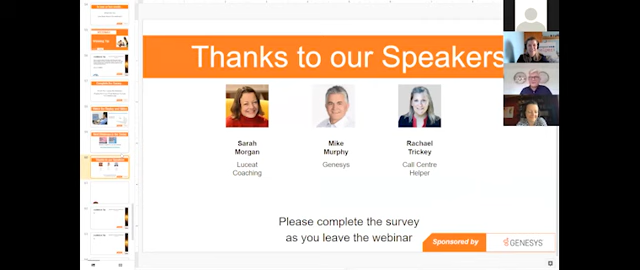 Thanks to our Speakers
Sarah
Morgan
Luceat
Coaching
Mike
Murphy
Genesys
Rachael
Trickey
Call Centre
Helper
Please complete the survey
as you leave the webinar
Sponsored by
GENESYS